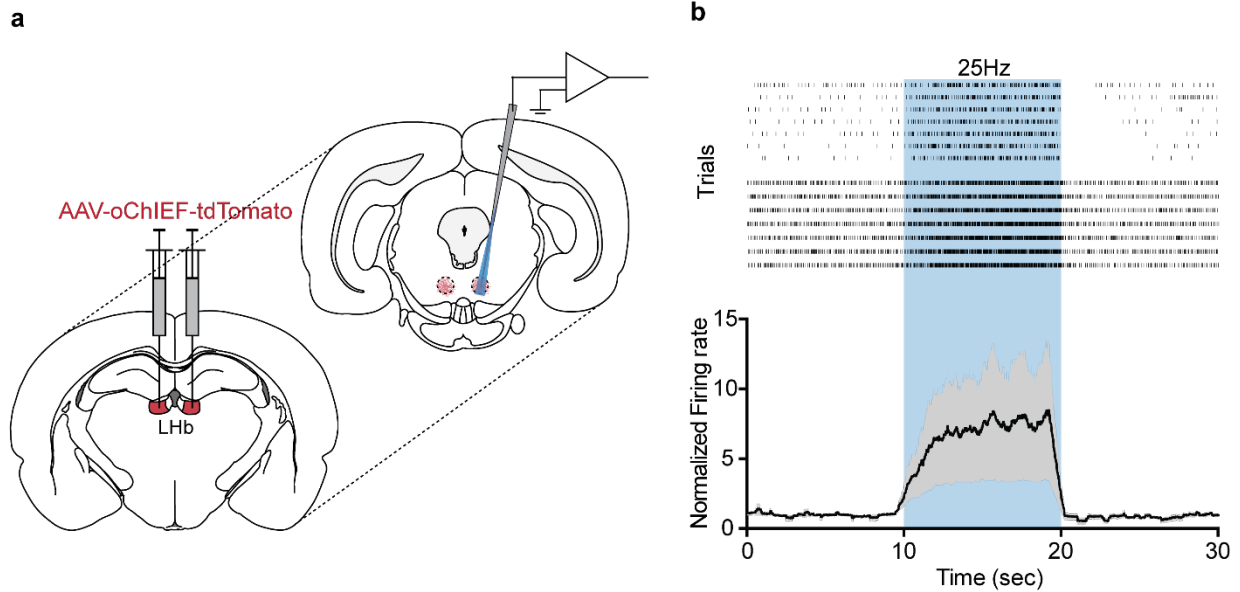 a
AAV-oChIEF-tdTomato
LHb
b
25Hz
Trials
Normalized Firing rate
15
10
5
0
0
10
20
30
Time (sec)